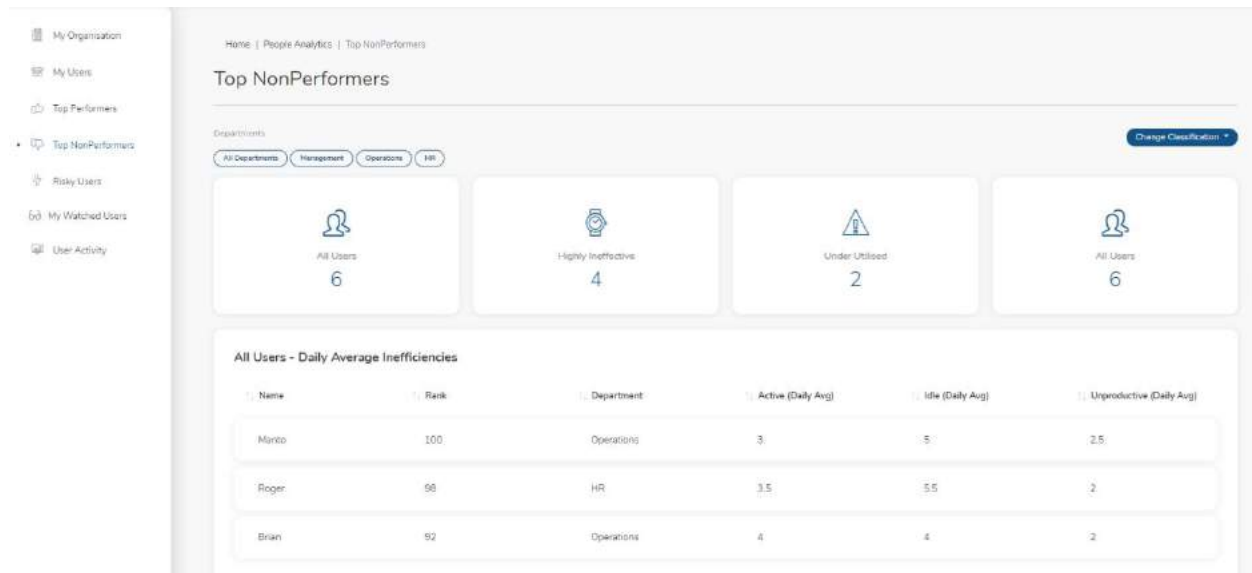 My Organisation
My Users
Top Performers
Top NonPerformers
Risky Users
My Watched Users
User Activity
Home | People Analytics | Top NonPerformers
Top NonPerformers
Departments
All Departments Management Operations HR
Change Classification
All Users
6
Highly Ineffective
4
Under Utilised
2
All Users
6
All Users - Daily Average Inefficiencies
Name Rank Department Active (Daily Avg) Idle (Daily Avg) Unproductive (Daily Avg)
100 Operations 3 5 2.5
Roger 98 HR 3.5 5.5 2
Brian 92 Operations 4 4 2